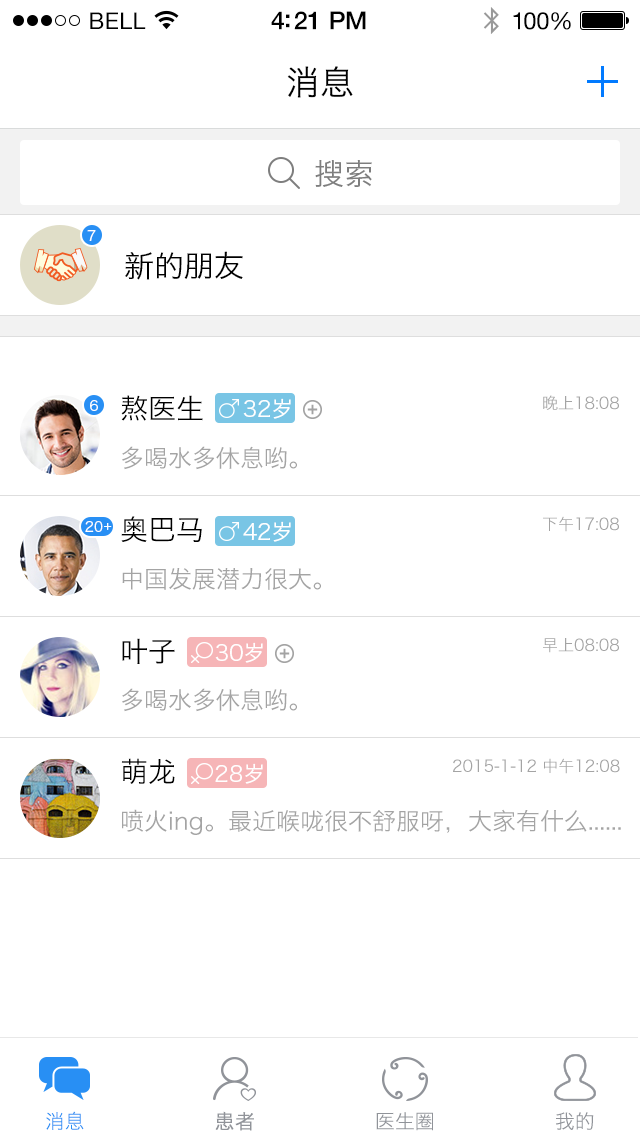 BELL 4:21 PM 100%
消息
搜索
7
新的朋友
6
熬医生 32岁 晚上18:08
多喝水多休息哟。
20+
奥巴马 42岁 下午17:08
中国发展潜力很大。
叶子 30岁 早上08:08
多喝水多休息哟。
萌龙 28岁 2015-1-12 中午12:08
喷火ing。最近喉咙很不舒服呀，大家有什么......
消息 患者 医生圈 我的